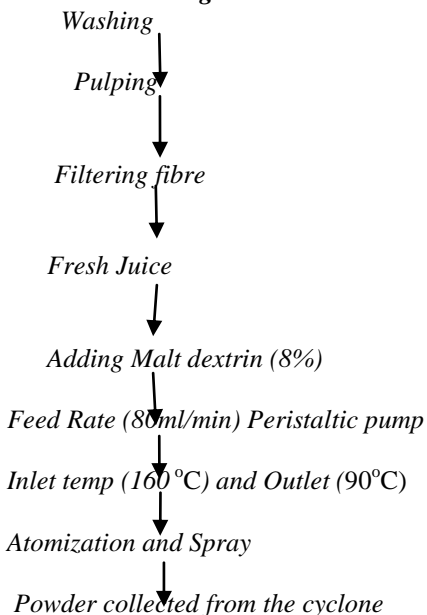 Washing
Pulping
Filtering fibre
Fresh Juice
Adding Malt dextrin (8%)
Feed Rate (80ml/min) Peristaltic pump
Inlet temp (160 °C) and Outlet (90°C)
Atomization and Spray
Powder collected from the cyclone